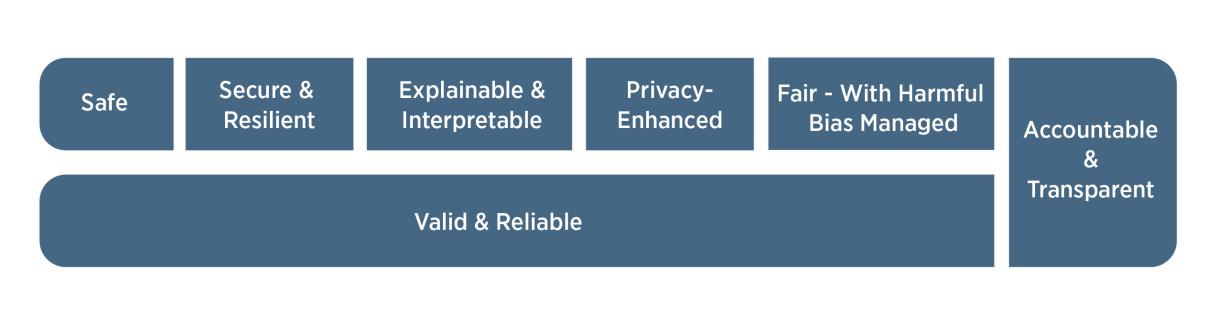 Safe
Secure &
Resilient
Explainable &
Interpretable
Privacy-
Enhanced
Fair - With Harmful
Bias Managed
Accountable
&
Transparent
Valid & Reliable